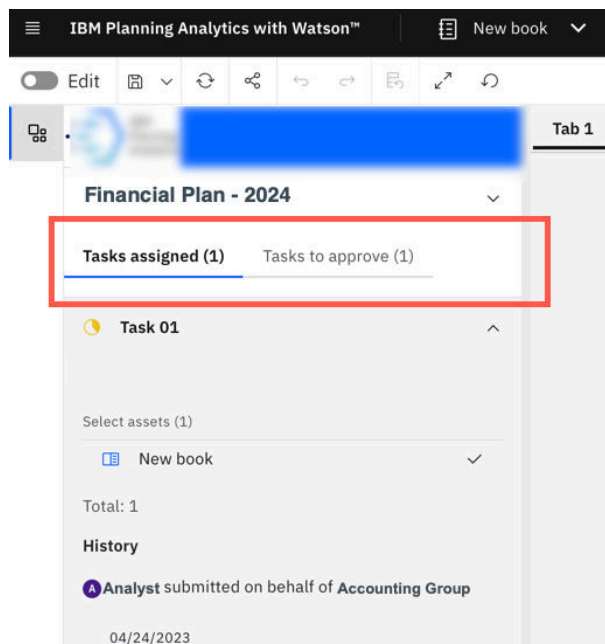 IBM Planning Analytics with Watson™
New book
Edit
Tab 1
Financial Plan - 2024
Tasks assigned (1)
Tasks to approve (1)
Task 01
Select assets (1)
New book
Total: 1
History
A Analyst submitted on behalf of Accounting Group
04/24/2023